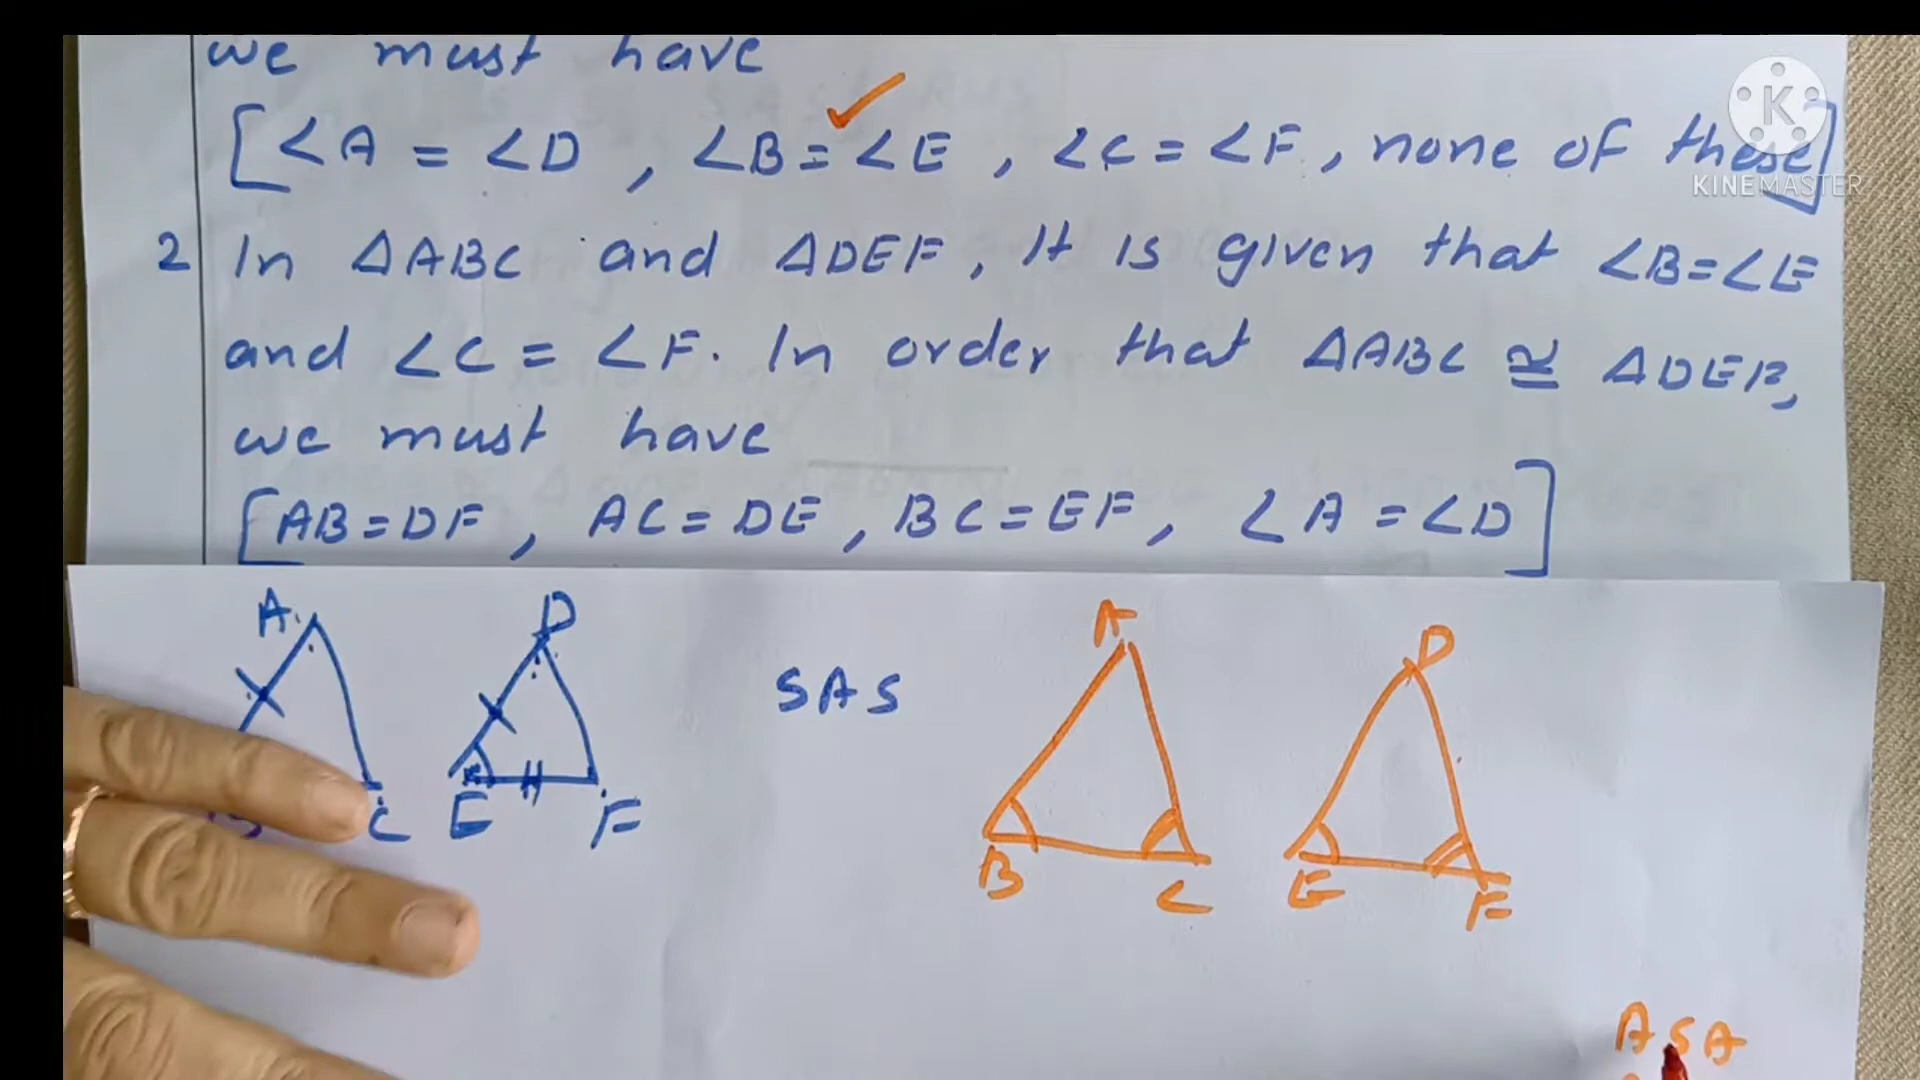 we must have
[∠A = ∠D , ∠B = ∠E , ∠C = ∠F , none of these]
K
KINEMASTER
2 In ΔABC and ΔDEF, It is given that ∠B=∠E
and ∠C = ∠F. In order that ΔABC ≅ ΔDEF,
we must have
[AB=DF , AC=DE , BC=EF, ∠A =∠D]
A D A D
SAS
C E F
B C E F
ASA